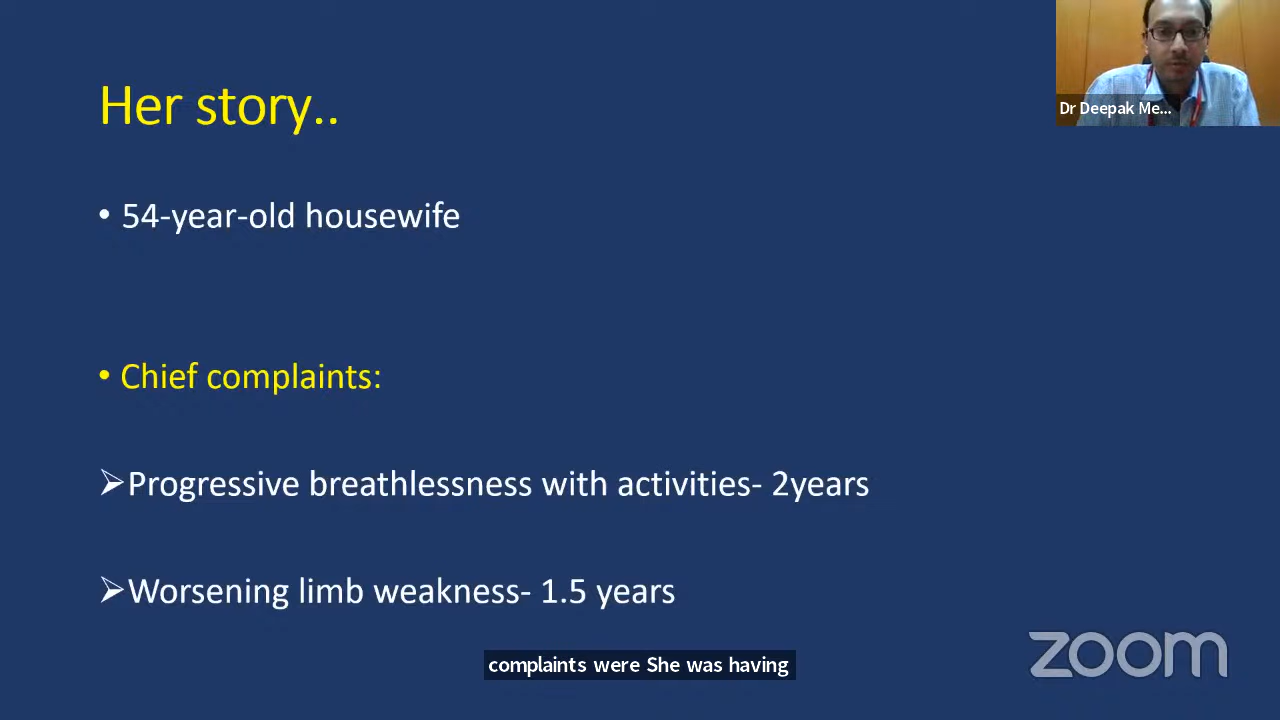 Her story..
Dr Deepak Me...
• 54-year-old housewife
• Chief complaints:
➢Progressive breathlessness with activities- 2years
➢Worsening limb weakness- 1.5 years
complaints were She was having
zoom